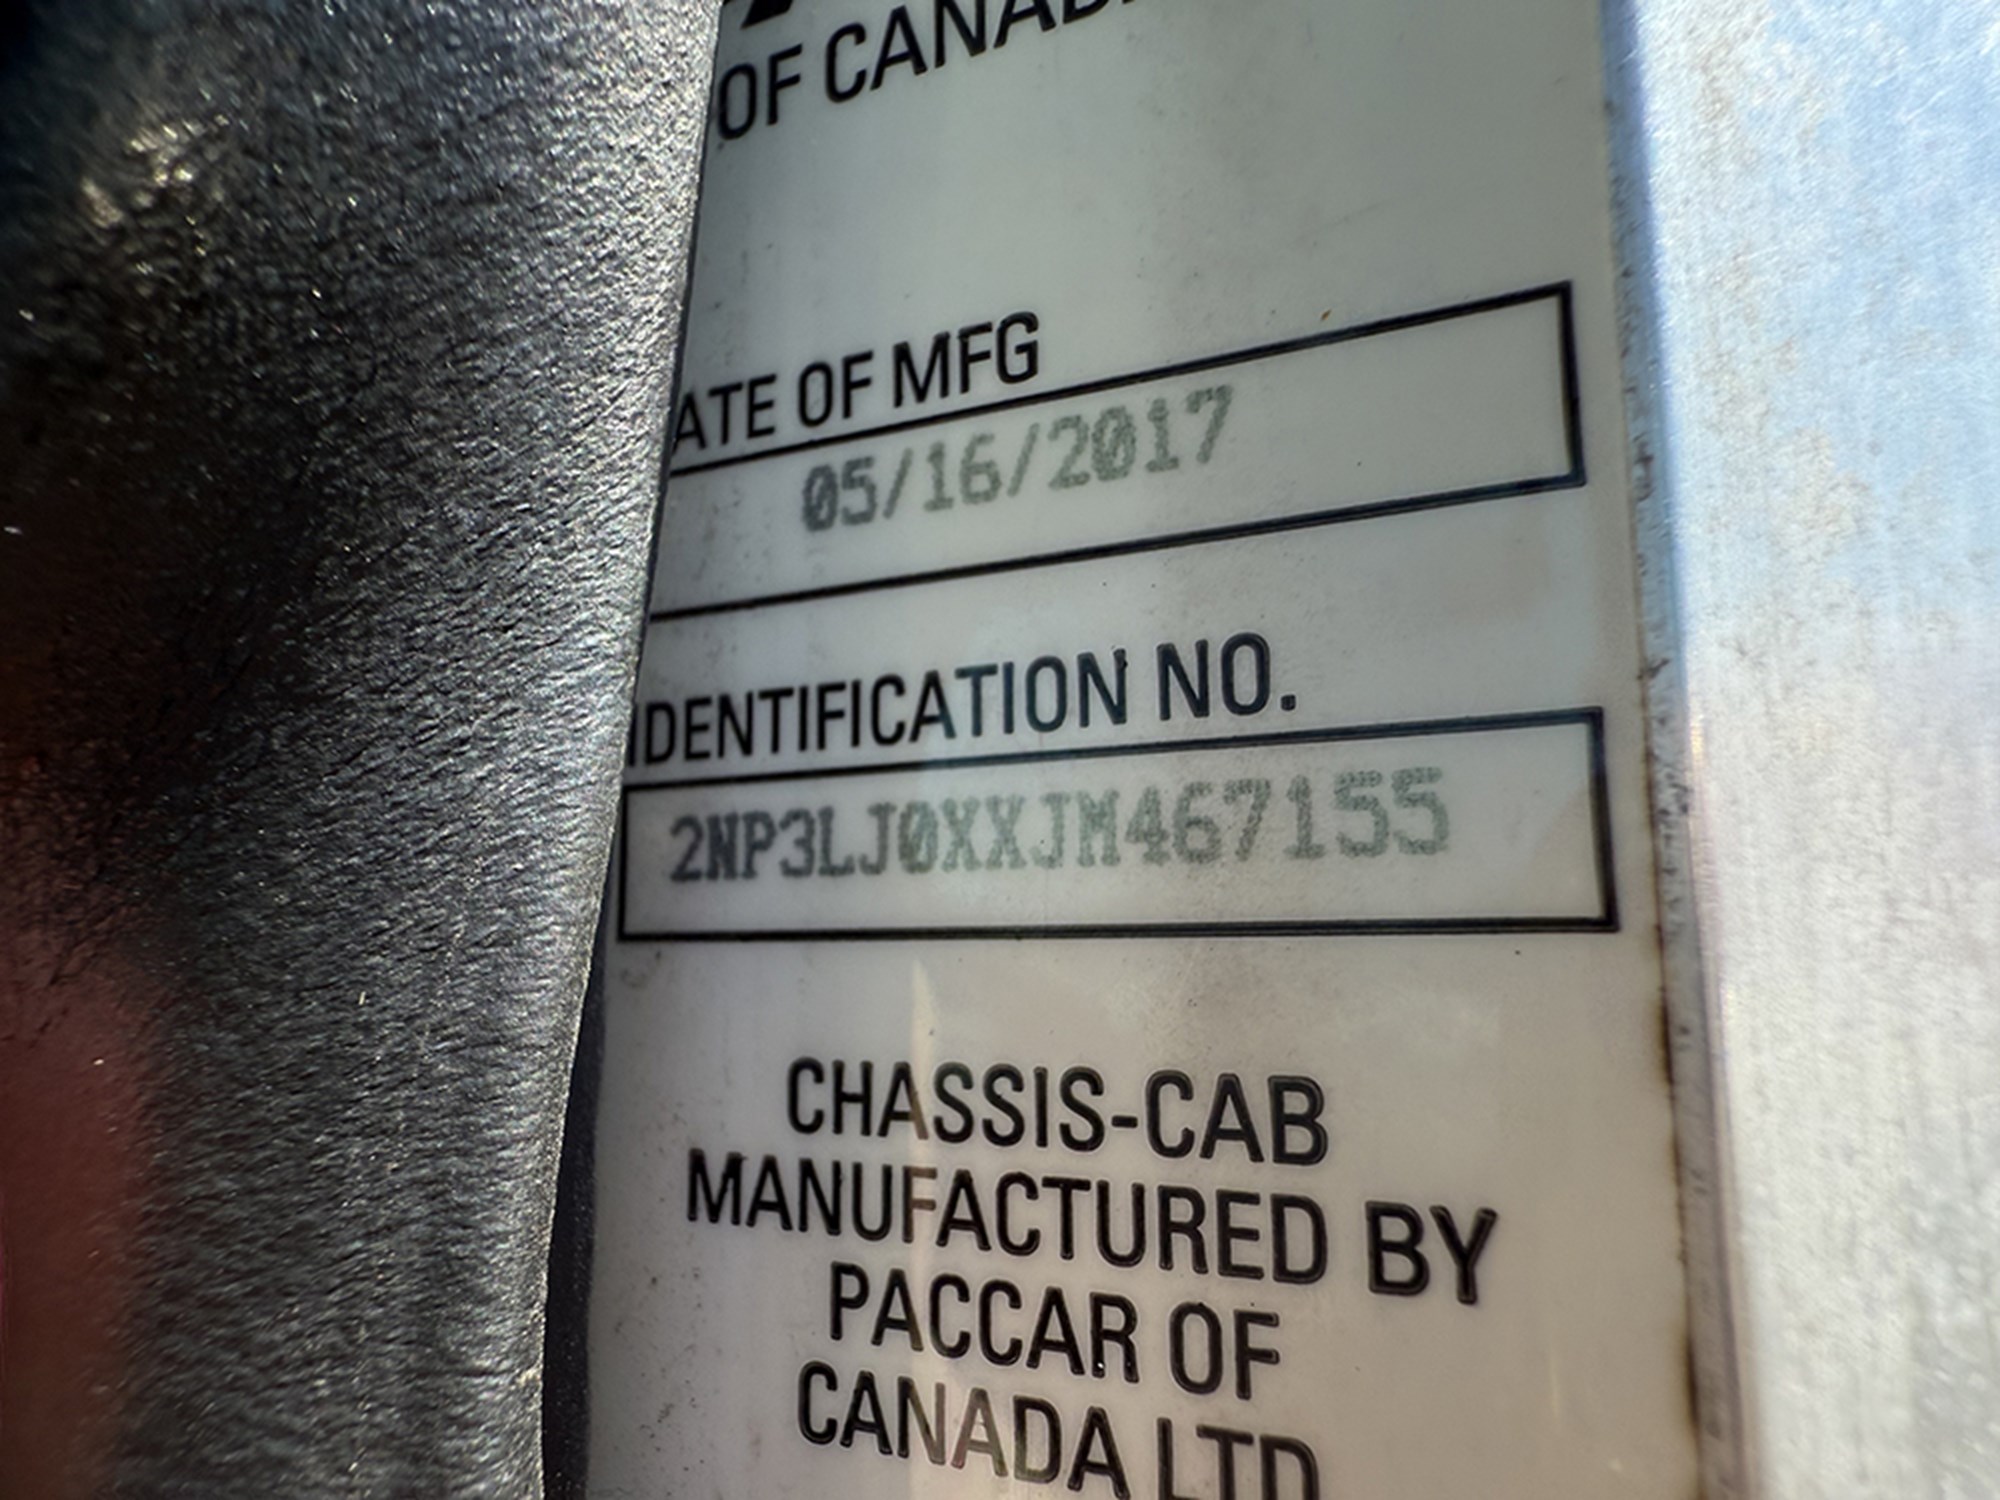 OF CANAD
ATE OF MFG
05/16/2017
IDENTIFICATION NO.
2NP3LJ0XXJM467155
CHASSIS-CAB
MANUFACTURED BY
PACCAR OF
CANADA LTD